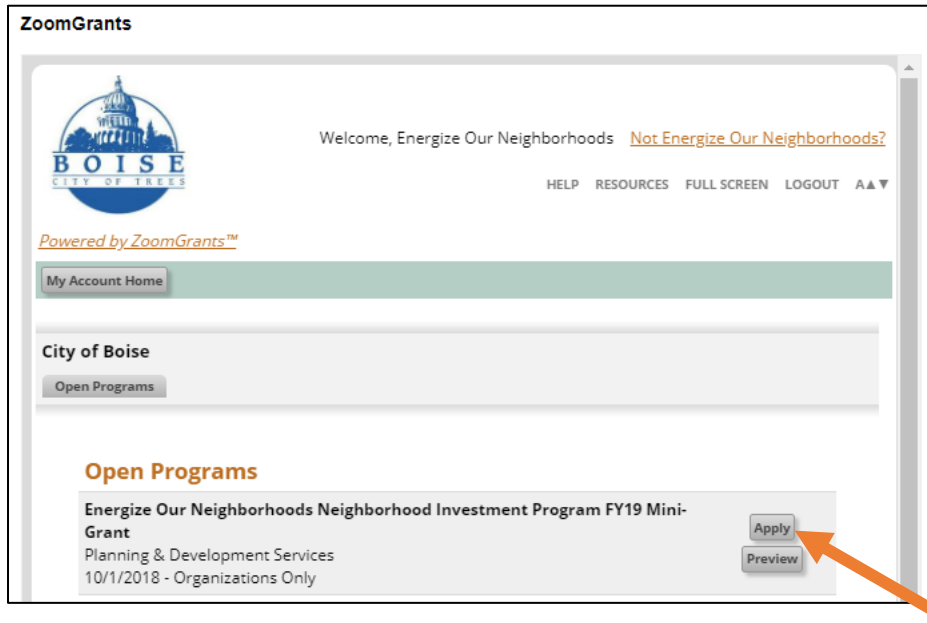 ZoomGrants
BOISE
CITY OF TREES
Welcome, Energize Our Neighborhoods Not Energize Our Neighborhoods?
HELP RESOURCES FULL SCREEN LOGOUT A▲▼
Powered by ZoomGrants™
My Account Home
City of Boise
Open Programs
Open Programs
Energize Our Neighborhoods Neighborhood Investment Program FY19 Mini-
Grant
Apply
Planning & Development Services
Preview
10/1/2018 - Organizations Only